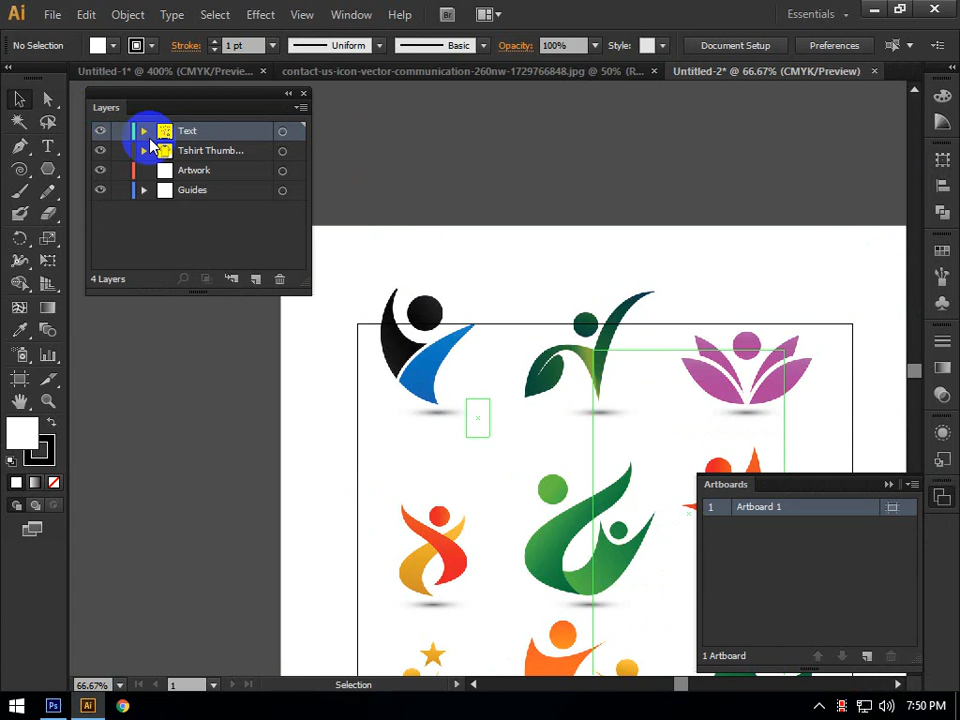 Ai File Edit Object Type Select Effect View Window Help Br Essentials
No Selection Stroke: 1 pt Uniform Basic Opacity: 100% Style: Document Setup Preferences
Untitled-1* @ 400% (CMYK/Previe... × contact-us-icon-vector-communication-260nw-1729766848.jpg @ 50% (R... × Untitled-2* @ 66.67% (CMYK/Preview) ×
Layers
Text
Tshirt Thumb...
Artwork
Guides
4 Layers
Artboards
1 Artboard 1
1 Artboard
66.67% 1 Selection
Ps Ai 7:50 PM